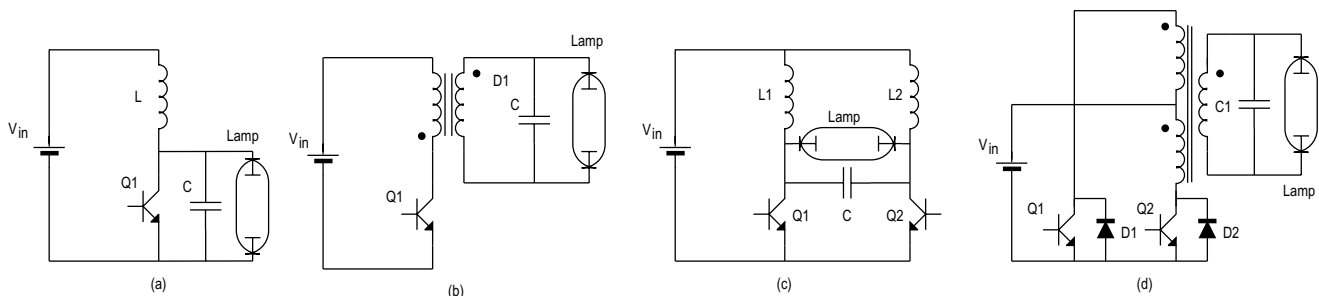 V_in
L
Q1
C
Lamp
(a)
V_in
Q1
D1
C
Lamp
(b)
V_in
L1
L2
Lamp
C
Q1
Q2
(c)
V_in
C1
Lamp
Q1
D1
Q2
D2
(d)